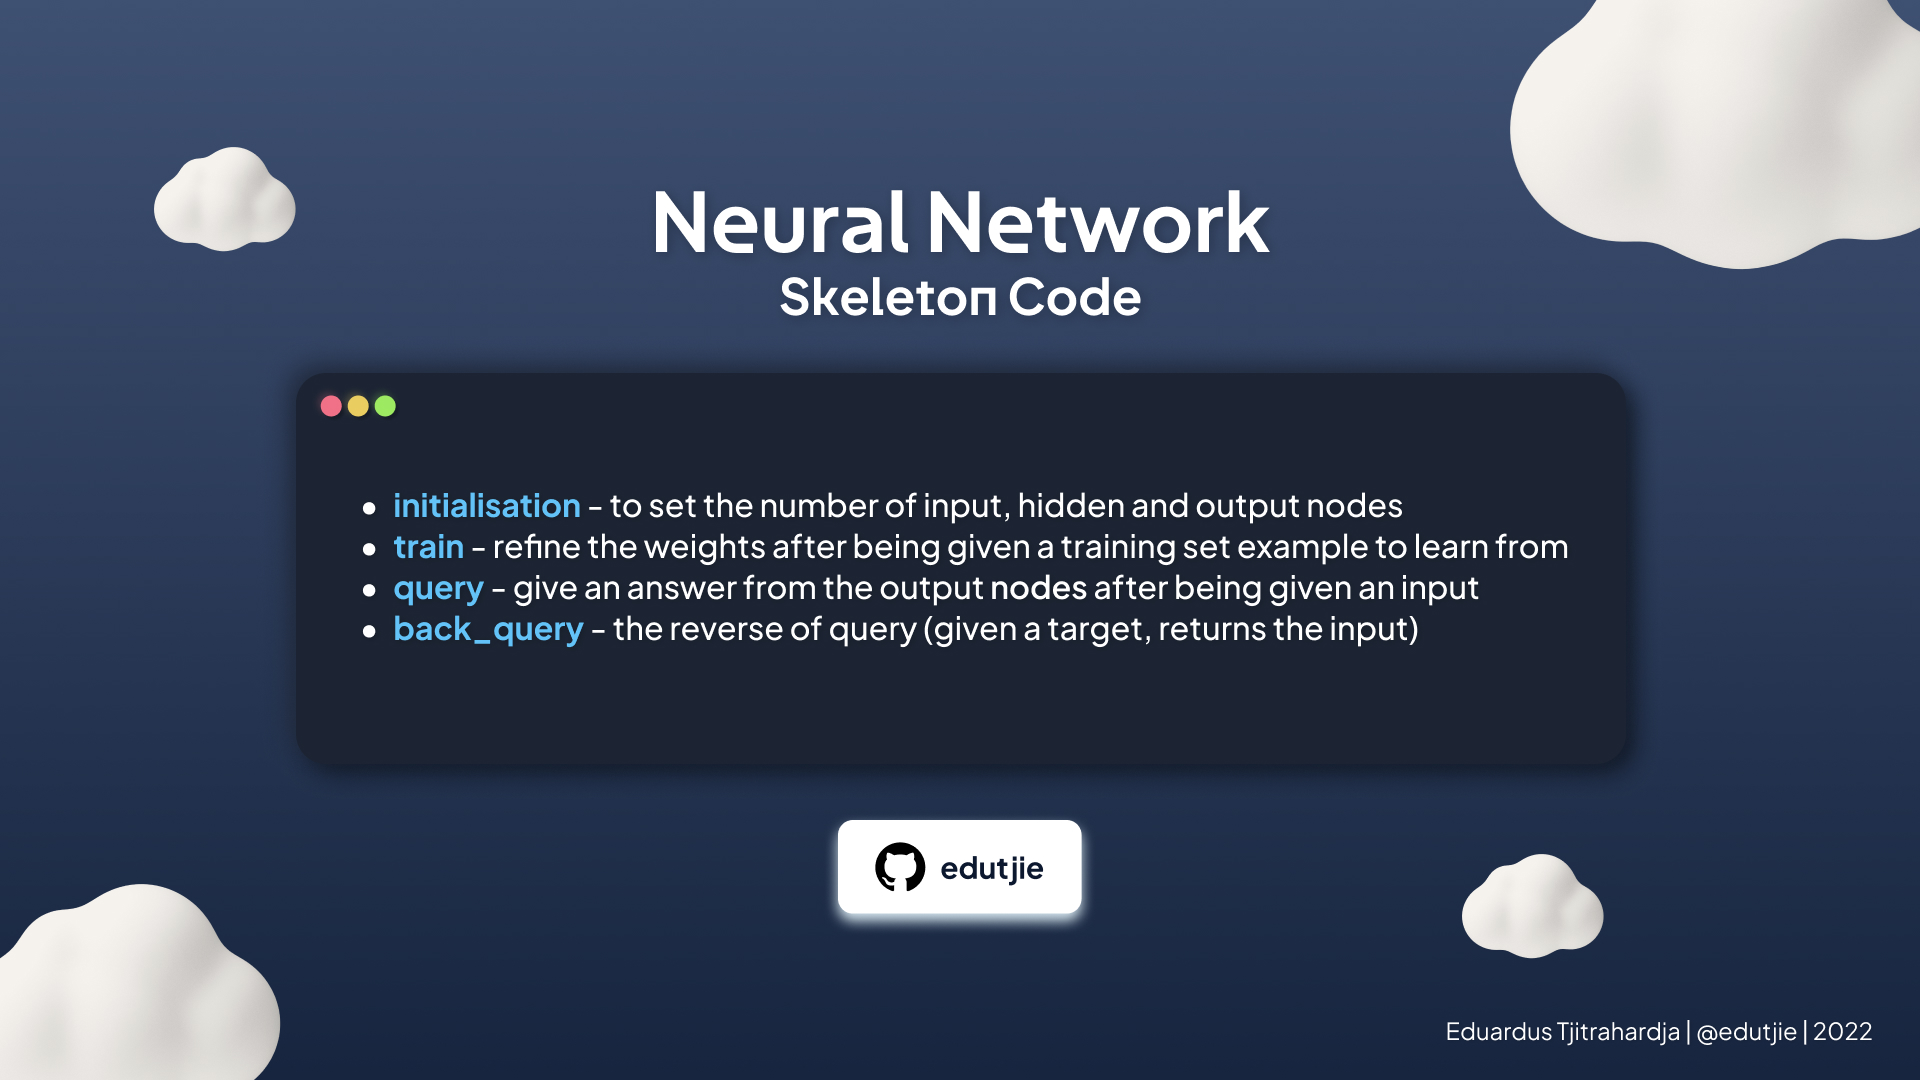 Neural Network
Skeleton Code
• initialisation - to set the number of input, hidden and output nodes
• train - refine the weights after being given a training set example to learn from
• query - give an answer from the output nodes after being given an input
• back_query - the reverse of query (given a target, returns the input)
edutjie
Eduardus Tjitrahardja | @edutjie | 2022